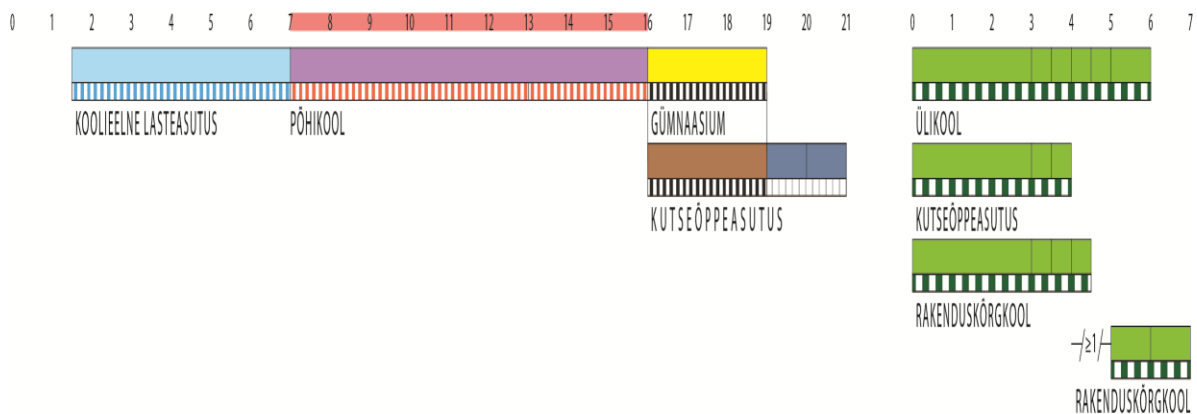 0 1 2 3 4 5 6 7 8 9 10 11 12 13 14 15 16 17 18 19 20 21 0 1 2 3 4 5 6 7
KOOLIEELNE LASTEASUTUS PÕHIKOOL GÜMNAASIUM ÜLIKOOL
KUTSEÕPPEASUTUS KUTSEÕPPEASUTUS
RAKENDUSKÕRGKOOL
-/≥1/-
RAKENDUSKÕRGKOOL